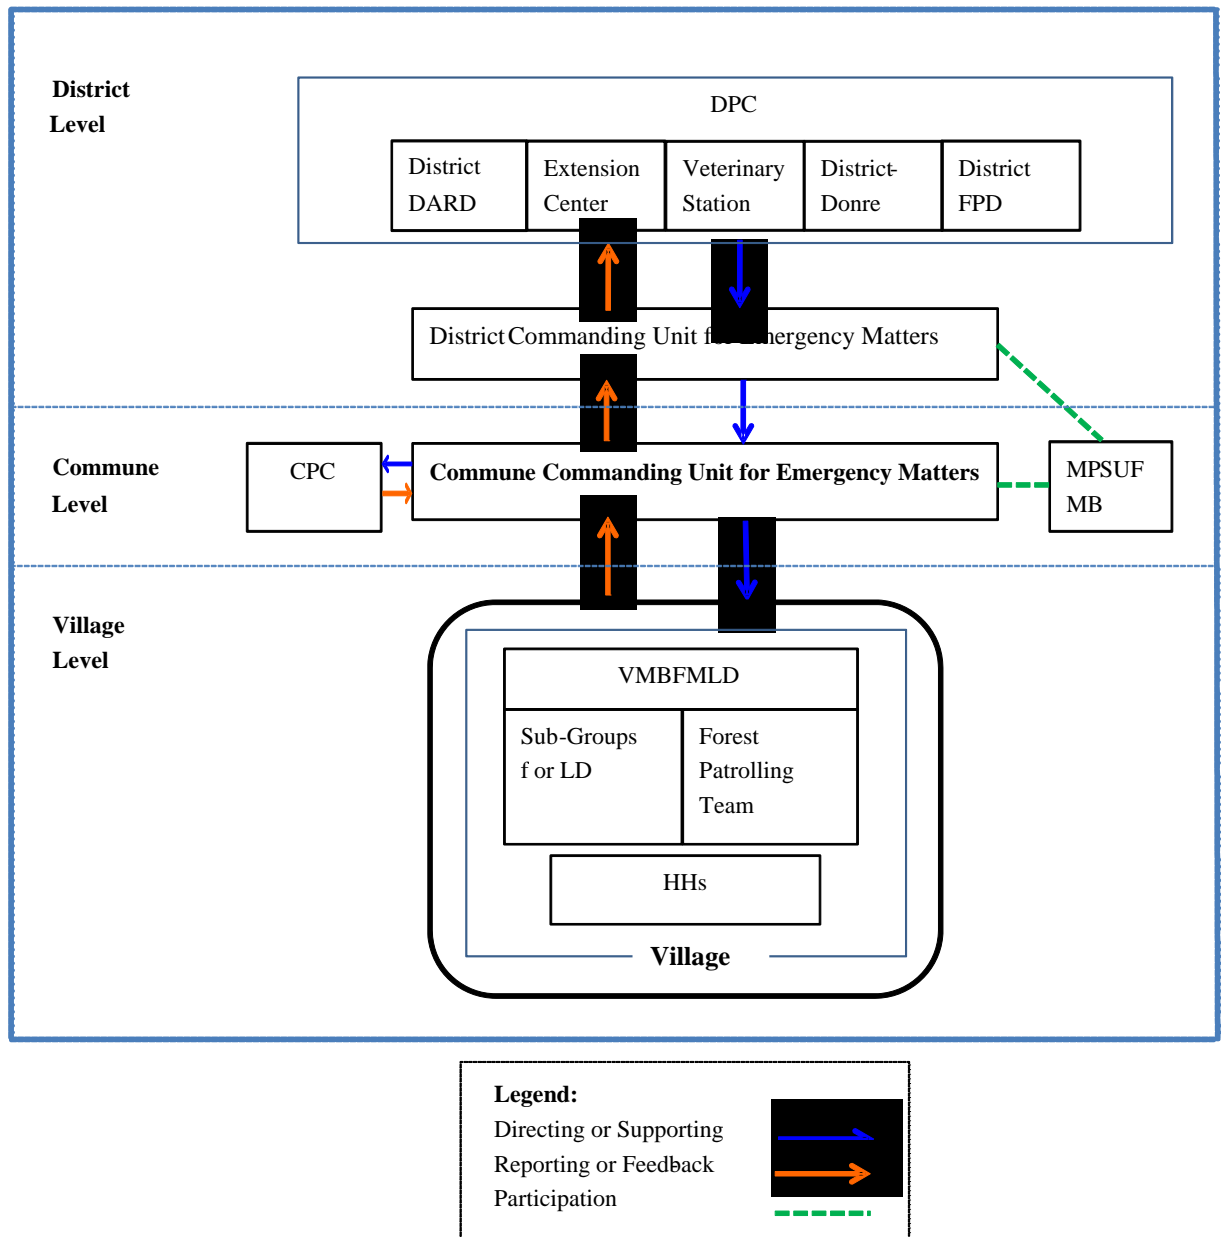 District
Level
DPC
District
DARD
Extension
Center
Veterinary
Station
District-
Donre
District
FPD
District Commanding Unit for Emergency Matters
Commune
Level
CPC
Commune Commanding Unit for Emergency Matters
MPSUF
MB
Village
Level
VMBFMLD
Sub-Groups
f or LD
Forest
Patrolling
Team
HHs
Village
Legend:
Directing or Supporting
Reporting or Feedback
Participation